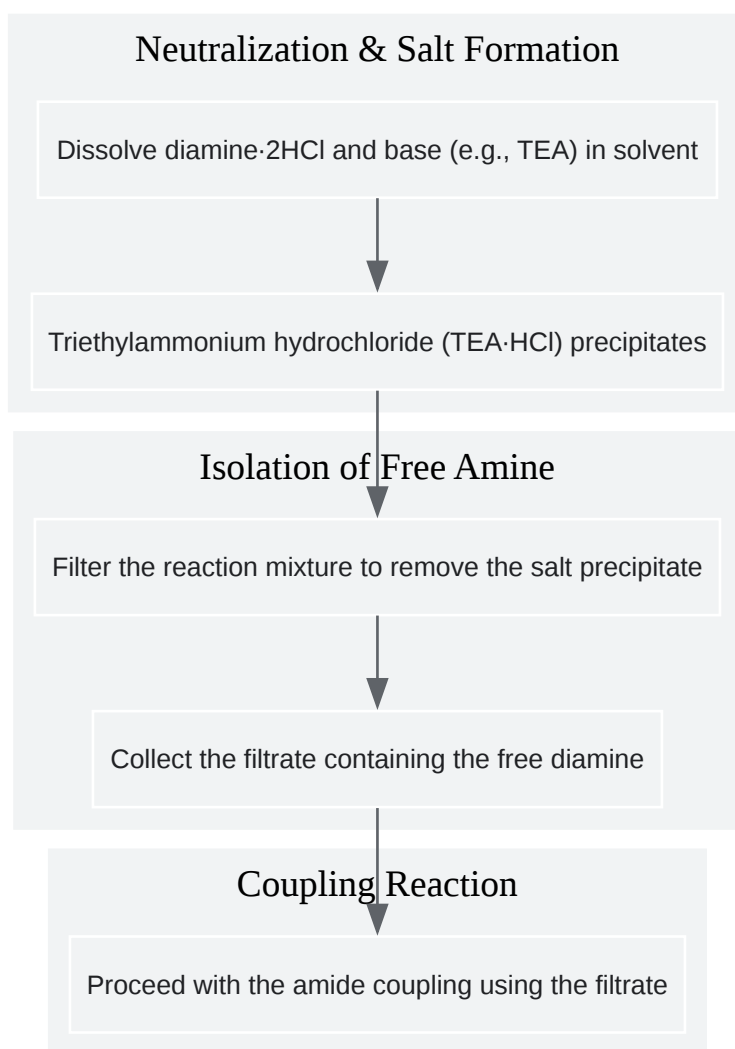 Neutralization & Salt Formation
Dissolve diamine·2HCl and base (e.g., TEA) in solvent
Triethylammonium hydrochloride (TEA·HCl) precipitates
Isolation of Free Amine
Filter the reaction mixture to remove the salt precipitate
Collect the filtrate containing the free diamine
Coupling Reaction
Proceed with the amide coupling using the filtrate